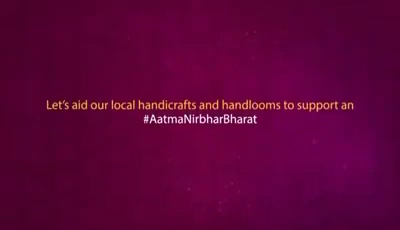 Let's aid our local handicrafts and handlooms to support an
#AatmaNirbharBharat